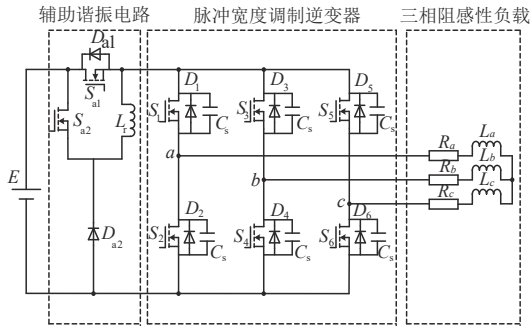 辅助谐振电路 脉冲宽度调制逆变器 三相阻感性负载
Da1
Sa1
Sa2
Lr
E
Da2
D1 D3 D5
S1 S3 S5
Cs Cs Cs
a
b
c
Ra La
Rb Lb
Rc Lc
D2 D4 D6
S2 S4 S6
Cs Cs Cs